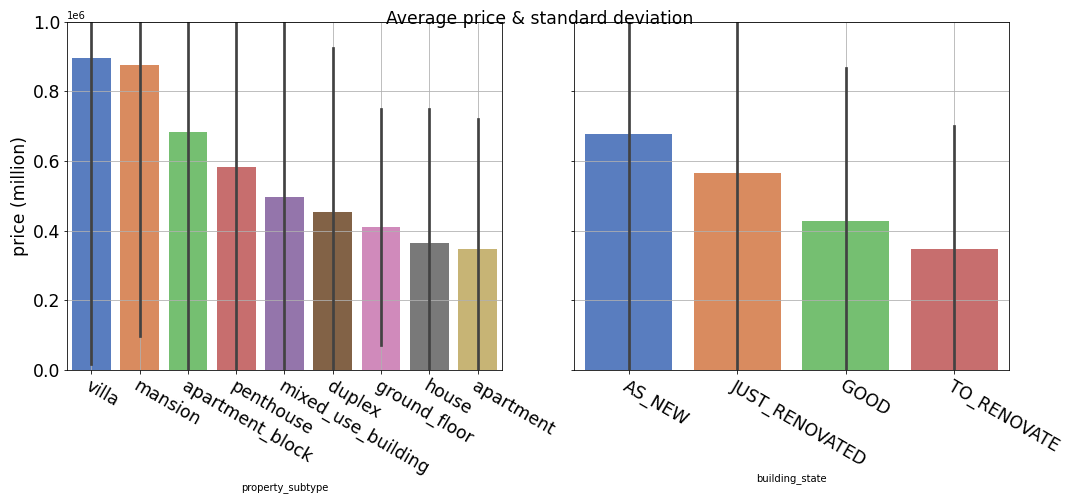 Average price & standard deviation
1e6
price (million)
1.0
0.8
0.6
0.4
0.2
0.0
villa
mansion
apartment_block
penthouse
mixed_use_building
duplex
ground_floor
house
apartment
property_subtype
AS_NEW
JUST_RENOVATED
GOOD
TO_RENOVATE
building_state